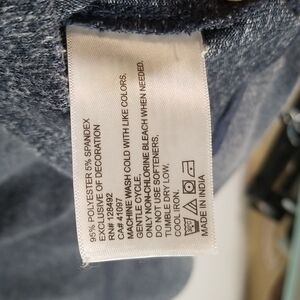 95% POLYESTER 5% SPANDEX
EXCLUSIVE OF DECORATION
RN# 128492
CA# 41097
MACHINE WASH COLD WITH LIKE COLORS.
GENTLE CYCLE.
ONLY NON-CHLORINE BLEACH WHEN NEEDED.
DO NOT USE SOFTENERS.
TUMBLE DRY LOW.
COOL IRON.
MADE IN INDIA